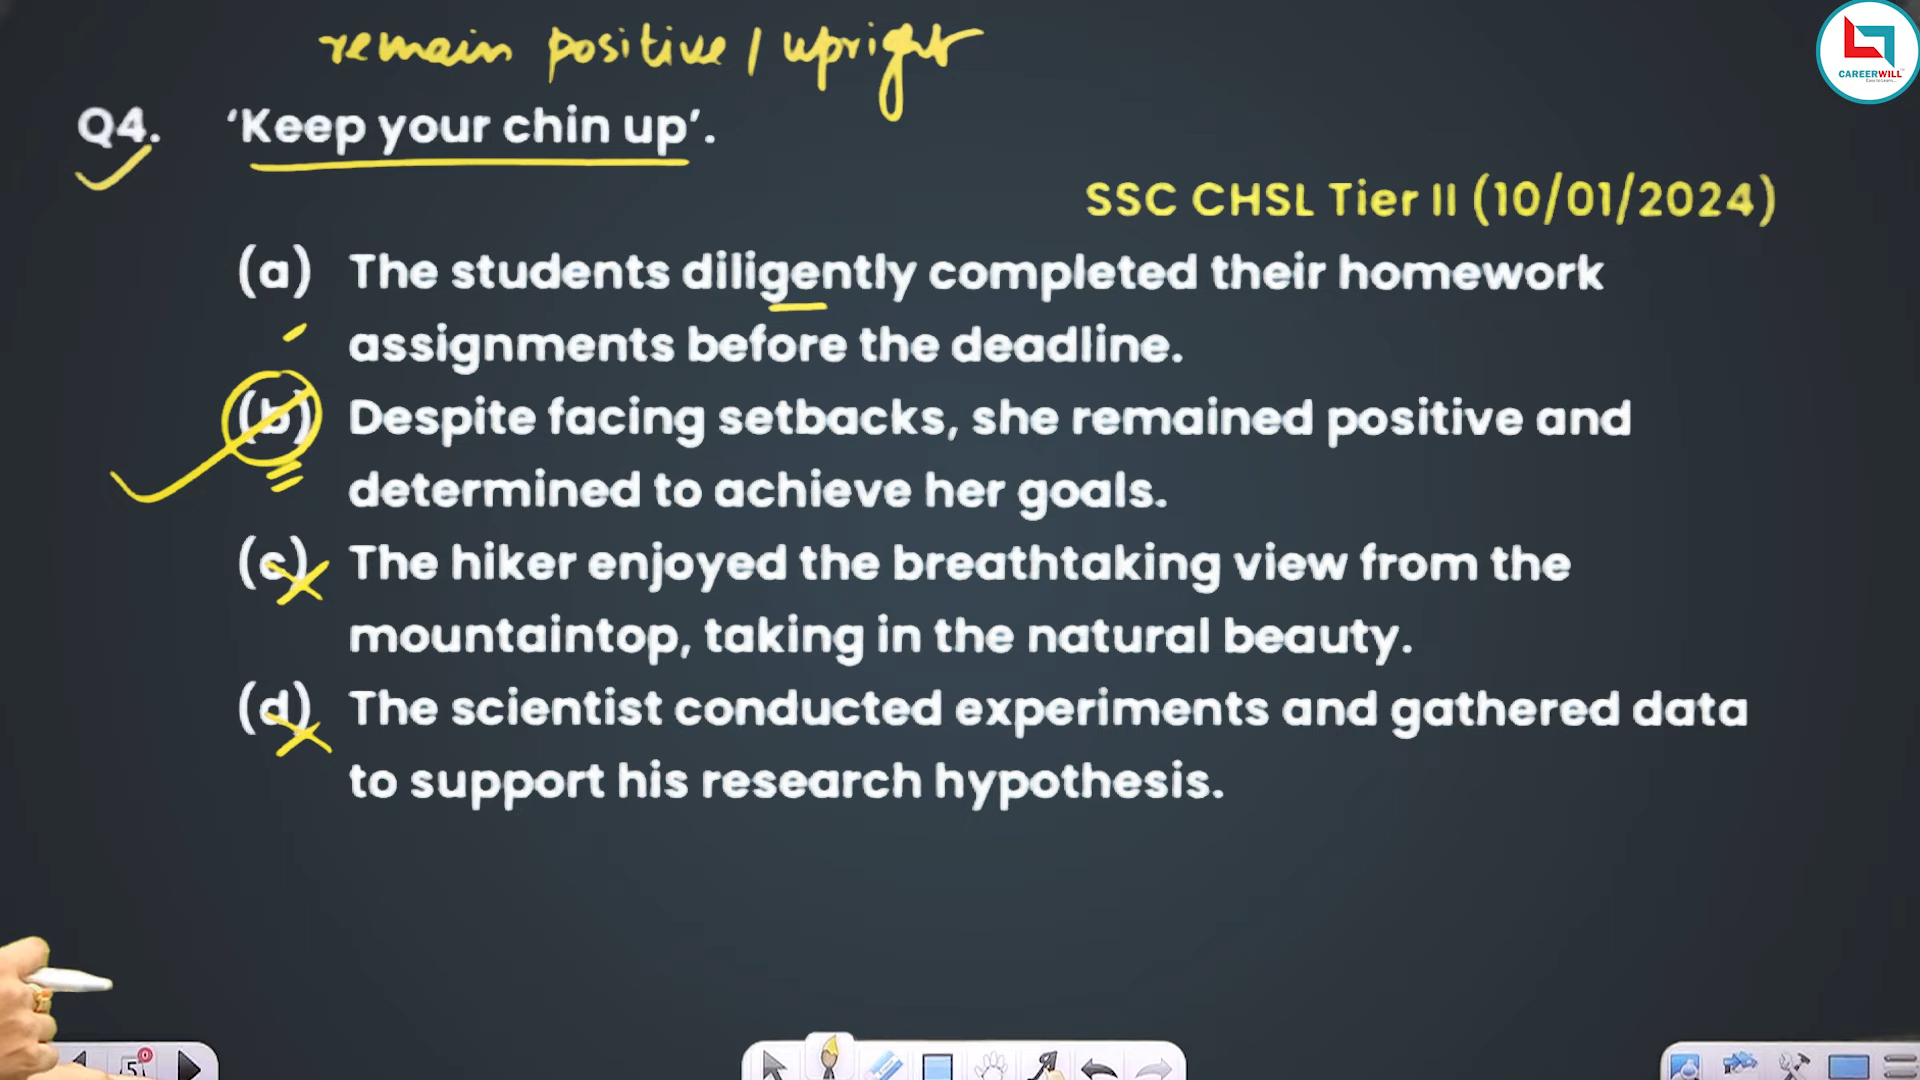 remain positive / upright
CAREERWILL
Q4. 'Keep your chin up'.
SSC CHSL Tier II (10/01/2024)
(a) The students diligently completed their homework
assignments before the deadline.
(b) Despite facing setbacks, she remained positive and
determined to achieve her goals.
(c) The hiker enjoyed the breathtaking view from the
mountaintop, taking in the natural beauty.
(d) The scientist conducted experiments and gathered data
to support his research hypothesis.
5
0